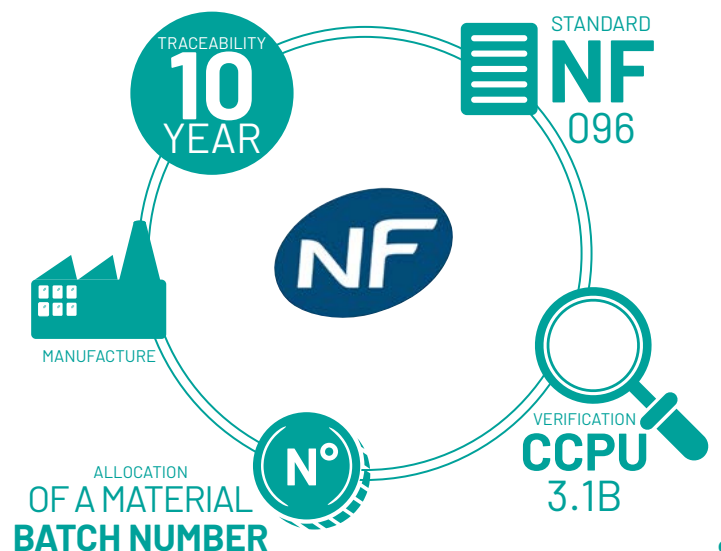 TRACEABILITY
10
YEAR
STANDARD
NF
096
NF
MANUFACTURE
VERIFICATION
CCPU
3.1B
N°
ALLOCATION
OF A MATERIAL
BATCH NUMBER